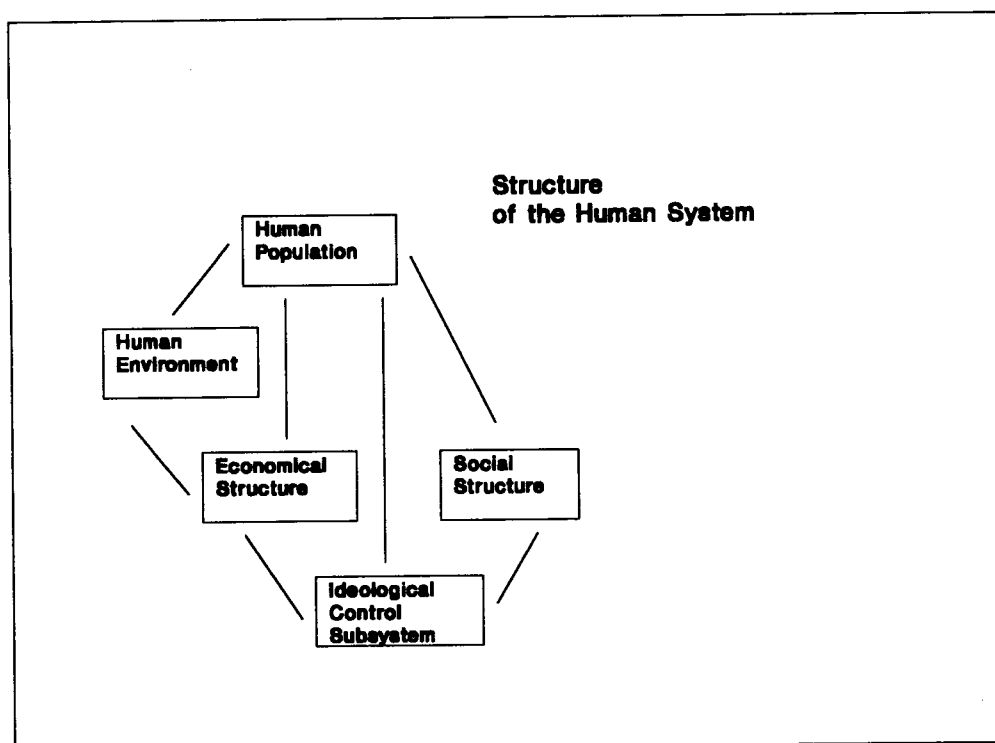 Structure
of the Human System
Human
Population
Human
Environment
Economical
Structure
Social
Structure
Ideological
Control
Subsystem